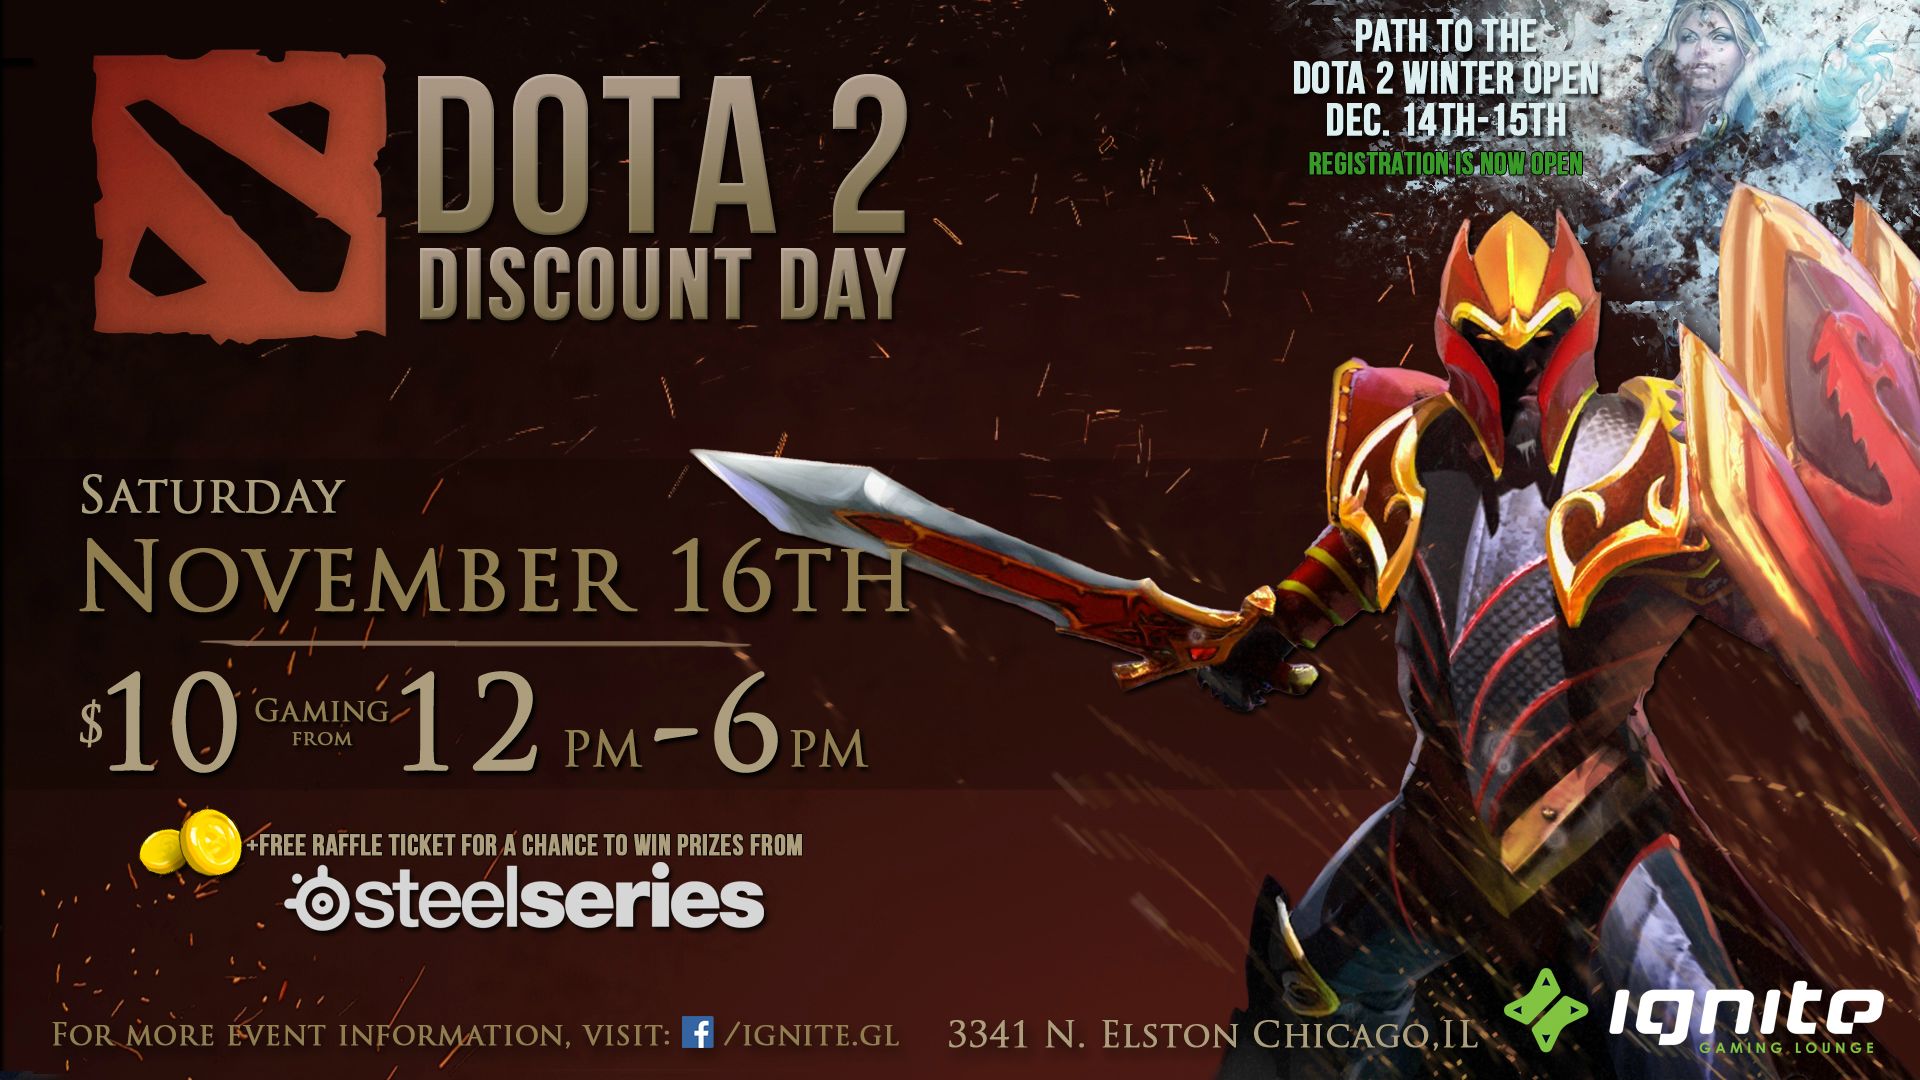 DOTA 2
DISCOUNT DAY
PATH TO THE
DOTA 2 WINTER OPEN
DEC. 14TH-15TH
REGISTRATION IS NOW OPEN
SATURDAY
NOVEMBER 16TH
$10 GAMING FROM 12 PM - 6 PM
+FREE RAFFLE TICKET FOR A CHANCE TO WIN PRIZES FROM
steelseries
FOR MORE EVENT INFORMATION, VISIT: f /IGNITE.GL
3341 N. ELSTON CHICAGO,IL
ignite
GAMING LOUNGE